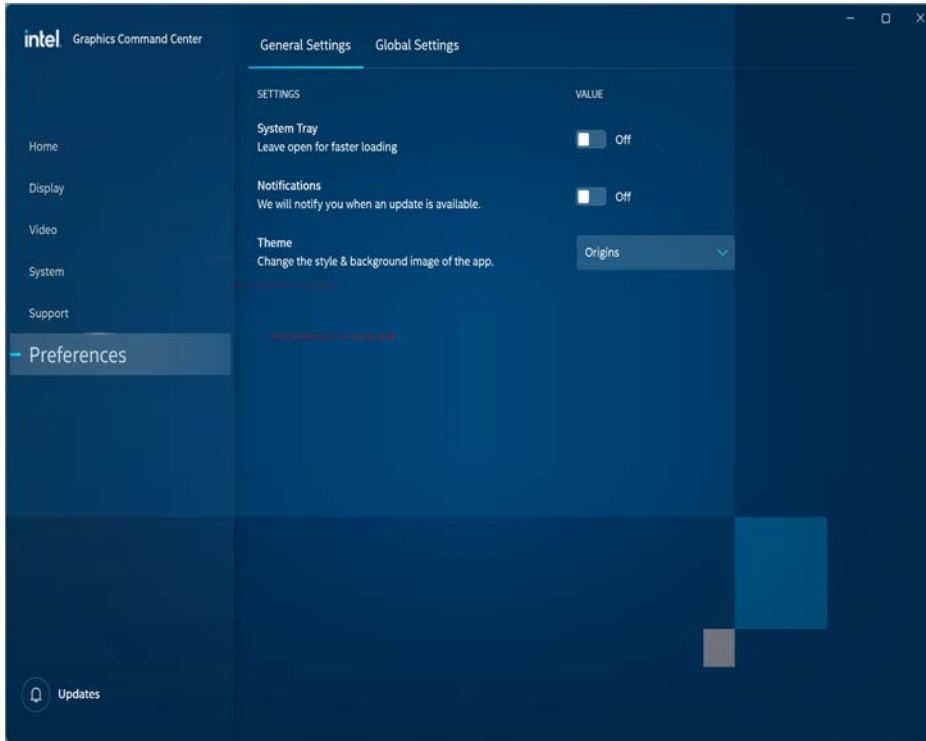 intel. Graphics Command Center
General Settings Global Settings
SETTINGS VALUE
System Tray
Leave open for faster loading
Off
Notifications
We will notify you when an update is available.
Off
Theme
Change the style & background image of the app.
Origins
Home
Display
Video
System
Support
Preferences
Updates